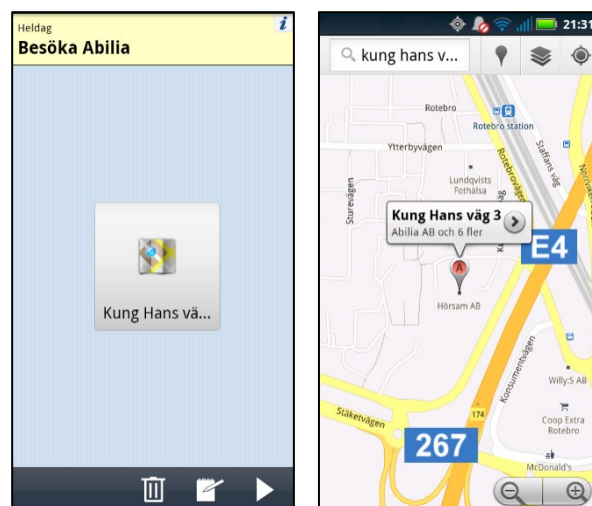 Heldag
i
Besöka Abilia
Kung Hans vä...
21:31
kung hans v...
Rotebro
Rotebro station
Ytterbyvägen
Staffans väg
Rotebrovägen
Lundqvists
Fothälsa
Sturevägen
Kung Hans väg 3
Abilia AB och 6 fler
E4
A
Hörsam AB
Konsumentvägen
Willy:S AB
Stäketvägen
174
Coop Extra
Rotebro
267
McDonald's